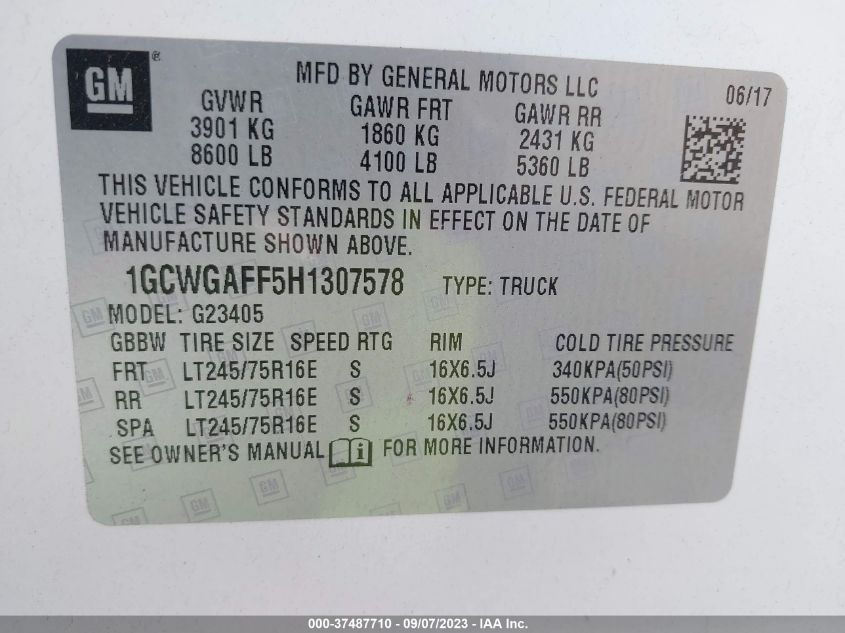 GM ®
MFD BY GENERAL MOTORS LLC
06/17
GVWR GAWR FRT GAWR RR
3901 KG 1860 KG 2431 KG
8600 LB 4100 LB 5360 LB
THIS VEHICLE CONFORMS TO ALL APPLICABLE U.S. FEDERAL MOTOR
VEHICLE SAFETY STANDARDS IN EFFECT ON THE DATE OF
MANUFACTURE SHOWN ABOVE.
1GCWGAFF5H1307578 TYPE: TRUCK
MODEL: G23405
GBBW TIRE SIZE SPEED RTG RIM COLD TIRE PRESSURE
FRT LT245/75R16E S 16X6.5J 340KPA(50PSI)
RR LT245/75R16E S 16X6.5J 550KPA(80PSI)
SPA LT245/75R16E S 16X6.5J 550KPA(80PSI)
SEE OWNER'S MANUAL i FOR MORE INFORMATION.
000-37487710 - 09/07/2023 - IAA Inc.